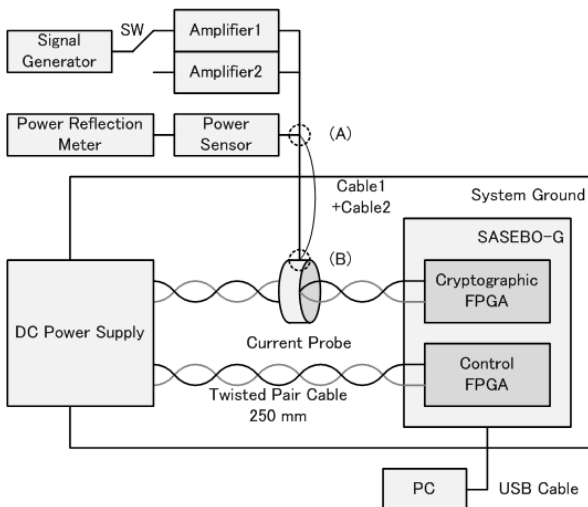 Signal
Generator
SW
Amplifier1
Amplifier2
Power Reflection
Meter
Power
Sensor
(A)
Cable1
+Cable2
System Ground
SASEBO-G
(B)
Cryptographic
FPGA
DC Power Supply
Current Probe
Control
FPGA
Twisted Pair Cable
250 mm
PC
USB Cable